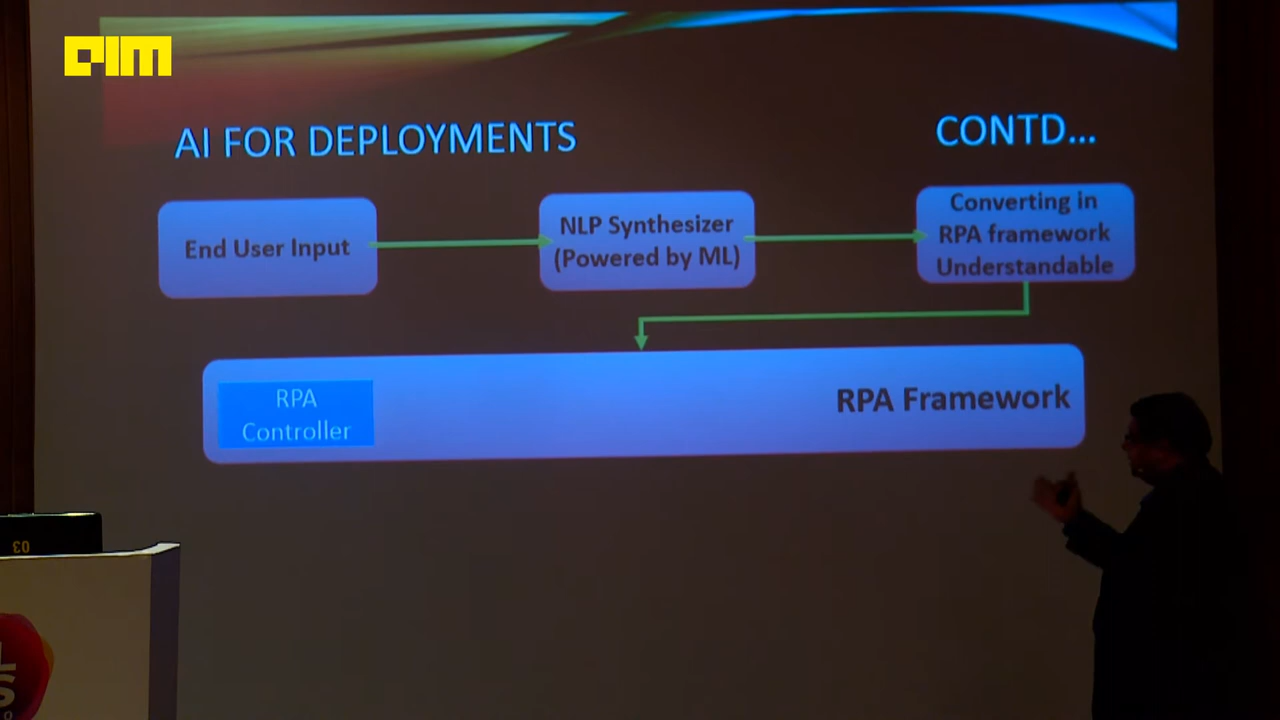 AIM
AI FOR DEPLOYMENTS
CONTD...
End User Input
NLP Synthesizer
(Powered by ML)
Converting in
RPA framework
Understandable
RPA
Controller
RPA Framework
03
L
S